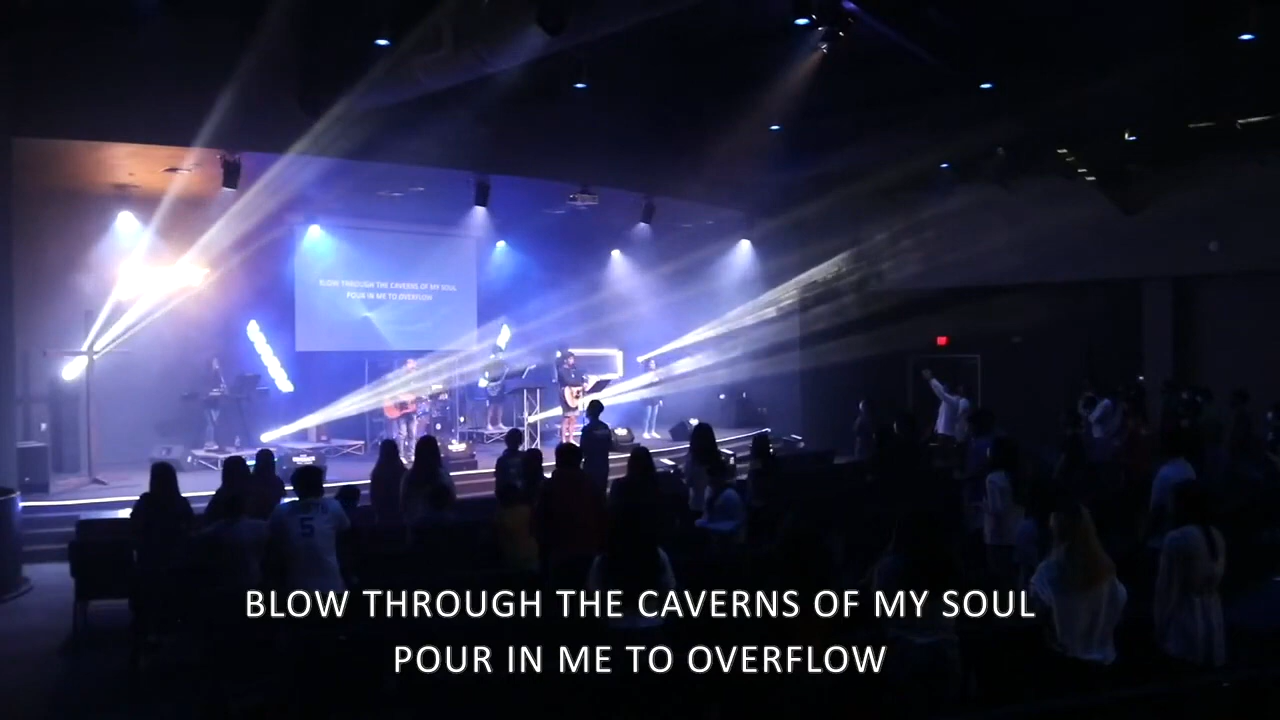 BLOW THROUGH THE CAVERNS OF MY SOUL
POUR IN ME TO OVERFLOW
5
BLOW THROUGH THE CAVERNS OF MY SOUL
POUR IN ME TO OVERFLOW